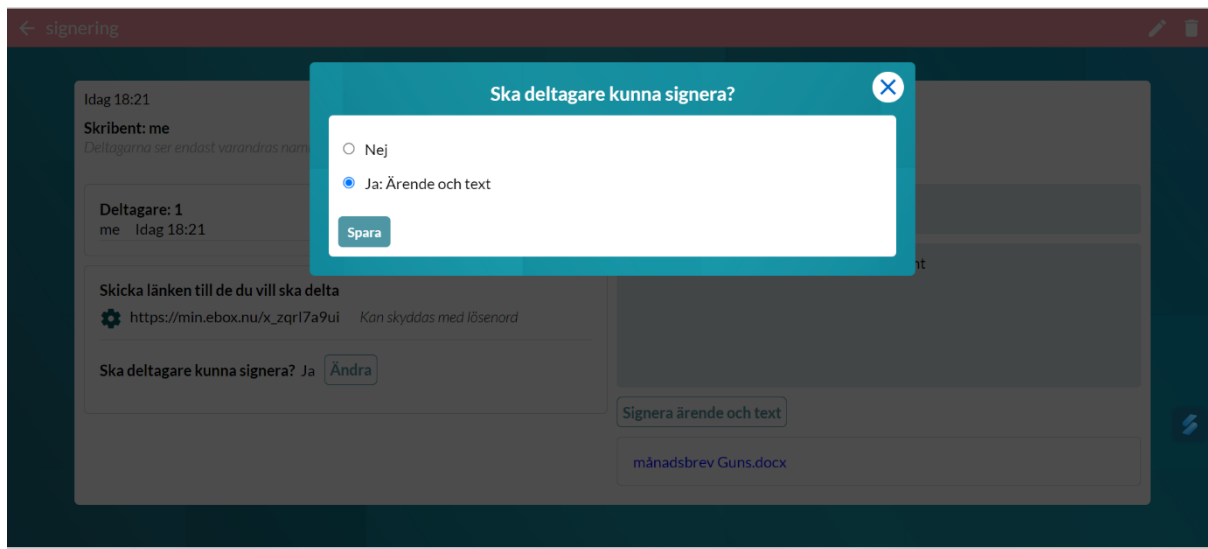 signering
Ska deltagare kunna signera?
Nej
Ja: Ärende och text
Spara
Idag 18:21
Skribent: me
Deltagarna ser endast varandras namn
Deltagare: 1
me Idag 18:21
Skicka länken till de du vill ska delta
https://min.ebox.nu/x_zqrl7a9ui Kan skyddas med lösenord
Ska deltagare kunna signera? Ja Ändra
Signera ärende och text
månadsbrev Guns.docx